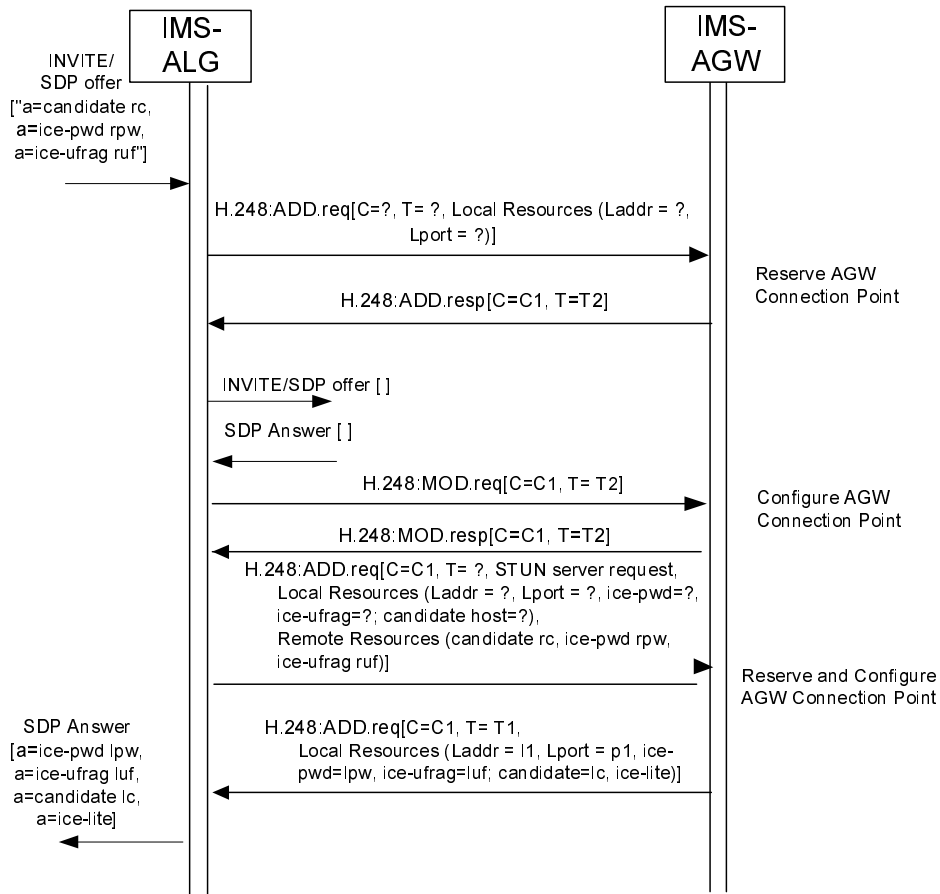 IMS-
ALG
IMS-
AGW
INVITE/
SDP offer
["a=candidate rc,
a=ice-pwd rpw,
a=ice-ufrag ruf"]
H.248:ADD.req[C=?, T= ?, Local Resources (Laddr = ?,
Lport = ?)]
Reserve AGW
Connection Point
H.248:ADD.resp[C=C1, T=T2]
INVITE/SDP offer [ ]
SDP Answer [ ]
H.248:MOD.req[C=C1, T= T2]
Configure AGW
Connection Point
H.248:MOD.resp[C=C1, T=T2]
H.248:ADD.req[C=C1, T= ?, STUN server request,
Local Resources (Laddr = ?, Lport = ?, ice-pwd=?,
ice-ufrag=?; candidate host=?),
Remote Resources (candidate rc, ice-pwd rpw,
ice-ufrag ruf)]
Reserve and Configure
AGW Connection Point
SDP Answer
[a=ice-pwd lpw,
a=ice-ufrag luf,
a=candidate lc,
a=ice-lite]
H.248:ADD.req[C=C1, T= T1,
Local Resources (Laddr = l1, Lport = p1, ice-
pwd=lpw, ice-ufrag=luf; candidate=lc, ice-lite)]